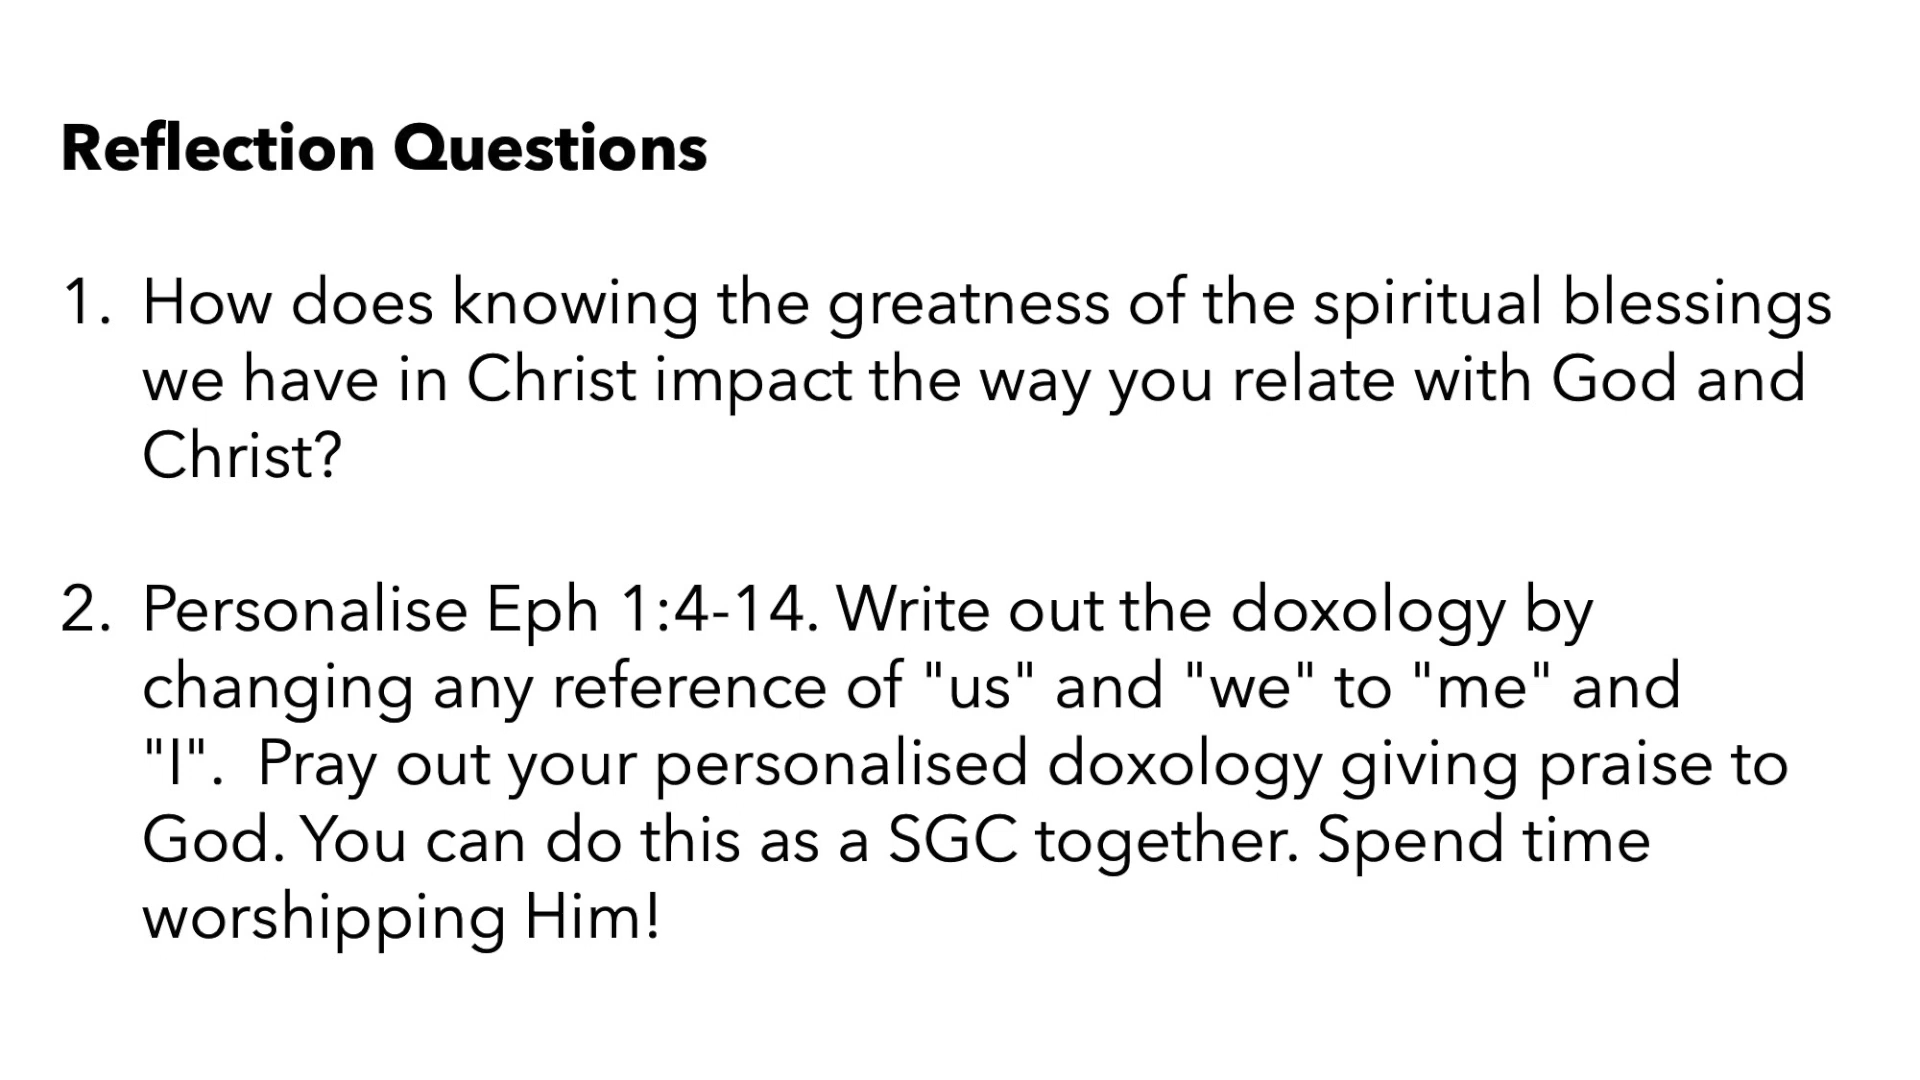 Reflection Questions
1. How does knowing the greatness of the spiritual blessings
we have in Christ impact the way you relate with God and
Christ?
2. Personalise Eph 1:4-14. Write out the doxology by
changing any reference of "us" and "we" to "me" and
"I".  Pray out your personalised doxology giving praise to
God. You can do this as a SGC together. Spend time
worshipping Him!